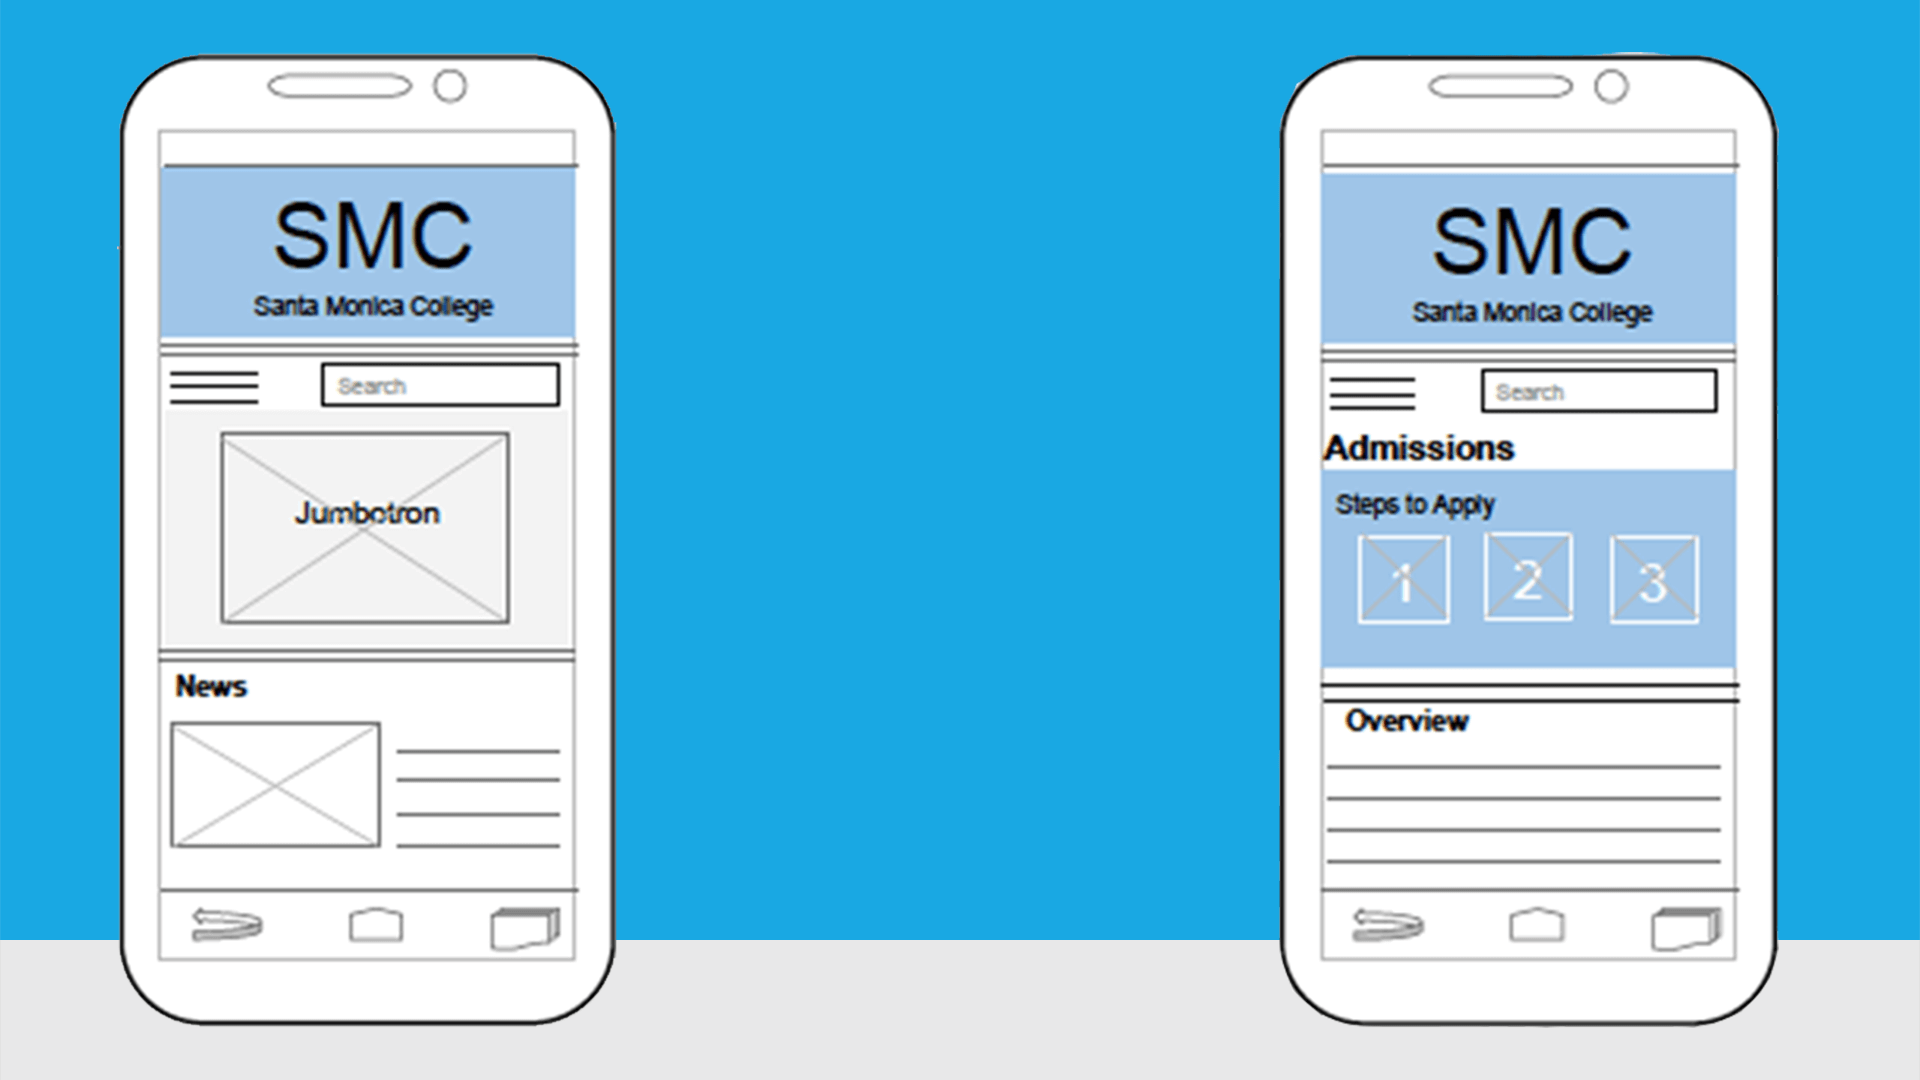 SMC
Santa Monica College
Search
Jumbotron
News
SMC
Santa Monica College
Search
Admissions
Steps to Apply
1 2 3
Overview